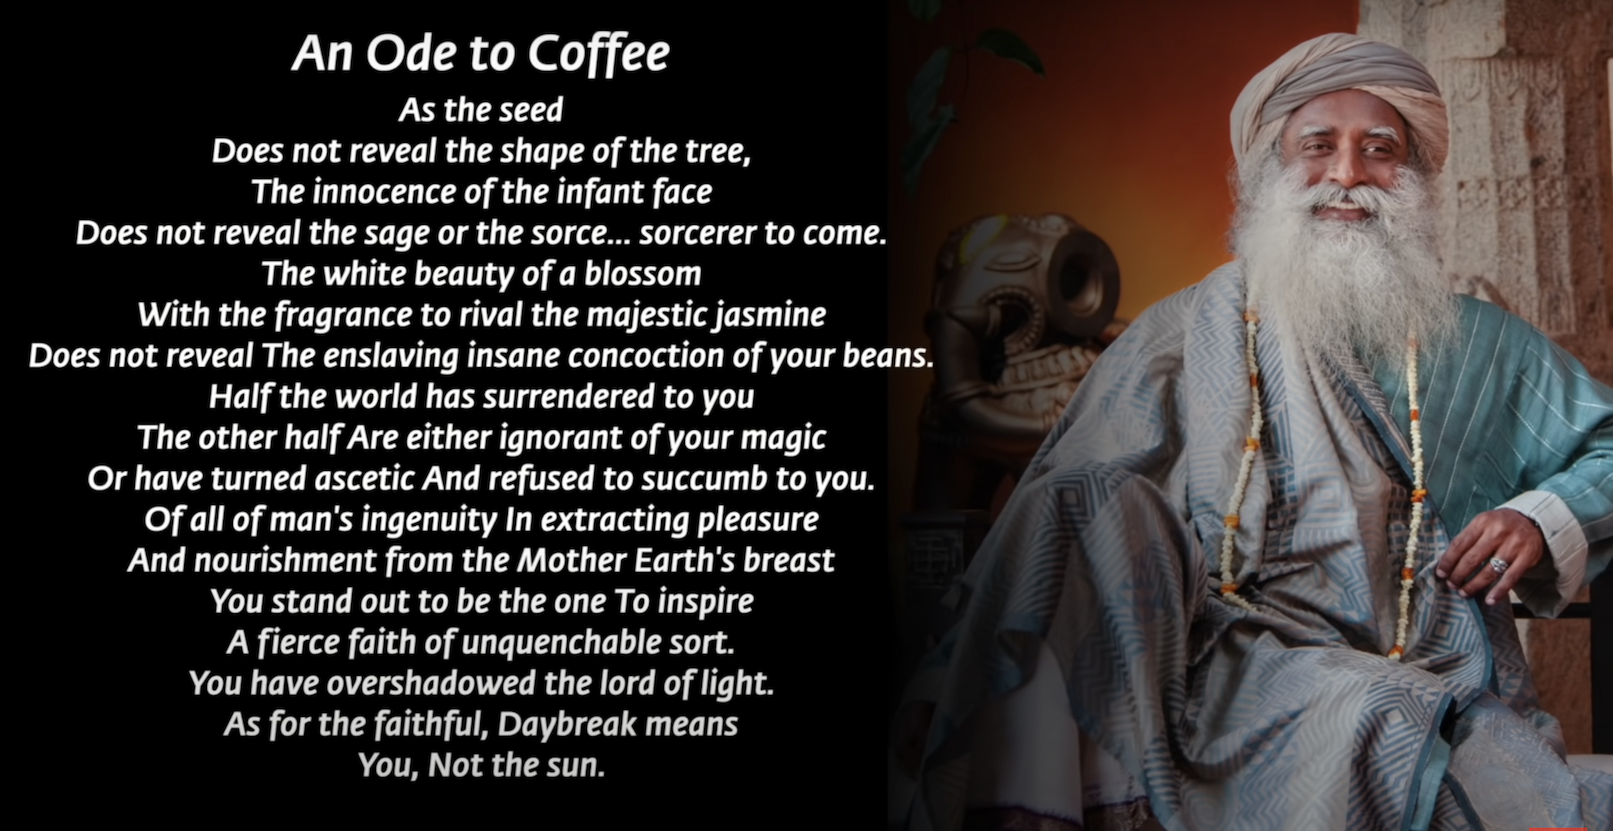 An Ode to Coffee
As the seed
Does not reveal the shape of the tree,
The innocence of the infant face
Does not reveal the sage or the sorce... sorcerer to come.
The white beauty of a blossom
With the fragrance to rival the majestic jasmine
Does not reveal The enslaving insane concoction of your beans.
Half the world has surrendered to you
The other half Are either ignorant of your magic
Or have turned ascetic And refused to succumb to you.
Of all of man's ingenuity In extracting pleasure
And nourishment from the Mother Earth's breast
You stand out to be the one To inspire
A fierce faith of unquenchable sort.
You have overshadowed the lord of light.
As for the faithful, Daybreak means
You, Not the sun.